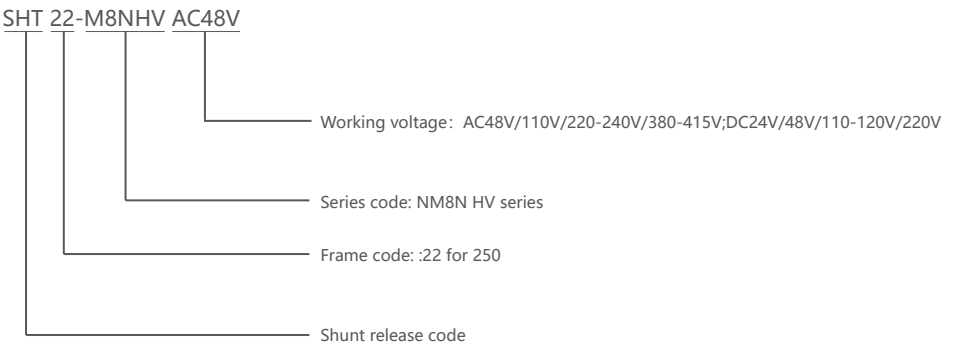 SHT 22-M8NHV AC48V
Working voltage：AC48V/110V/220-240V/380-415V;DC24V/48V/110-120V/220V
Series code: NM8N HV series
Frame code: :22 for 250
Shunt release code